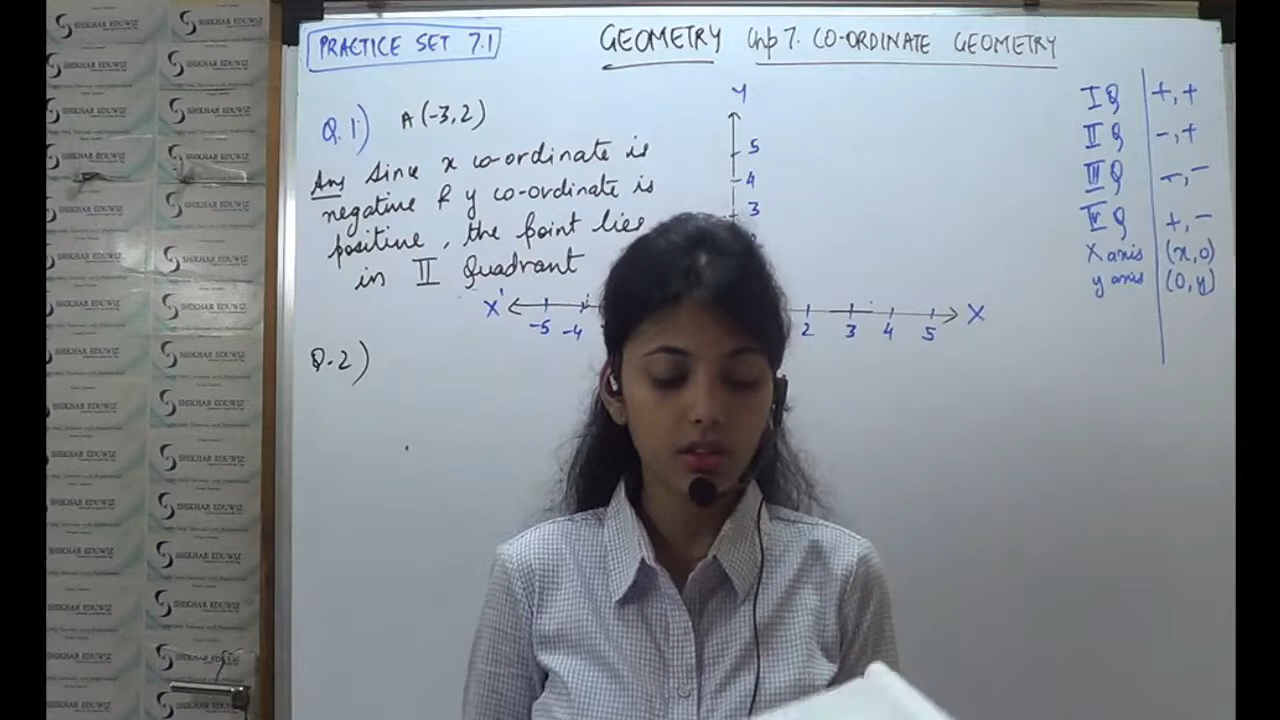 PRACTICE SET 7.1
GEOMETRY Chp 7. CO-ORDINATE GEOMETRY
Q.1) A (-3,2)
Ans Since x co-ordinate is
negative & y co-ordinate is
positive, the point lies
in II Quadrant
Q.2)
Y
5
4
3
X' -5 -4 2 3 4 5 X
I Q +, +
II Q -, +
III Q -, -
IV Q +, -
X axis (x,0)
y axis (0,y)
SHIKHAR EDUWIZ